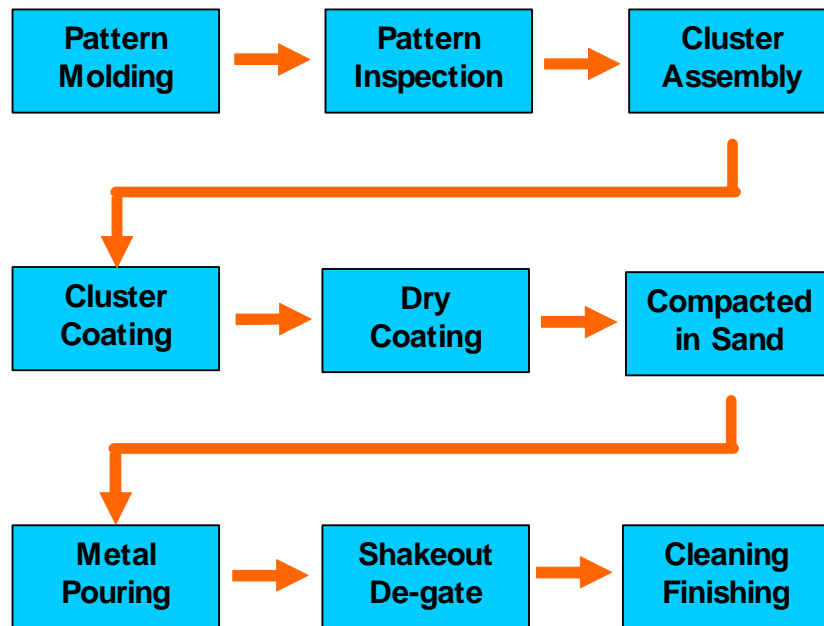 Pattern
Molding
Pattern
Inspection
Cluster
Assembly
Cluster
Coating
Dry
Coating
Compacted
in Sand
Metal
Pouring
Shakeout
De-gate
Cleaning
Finishing